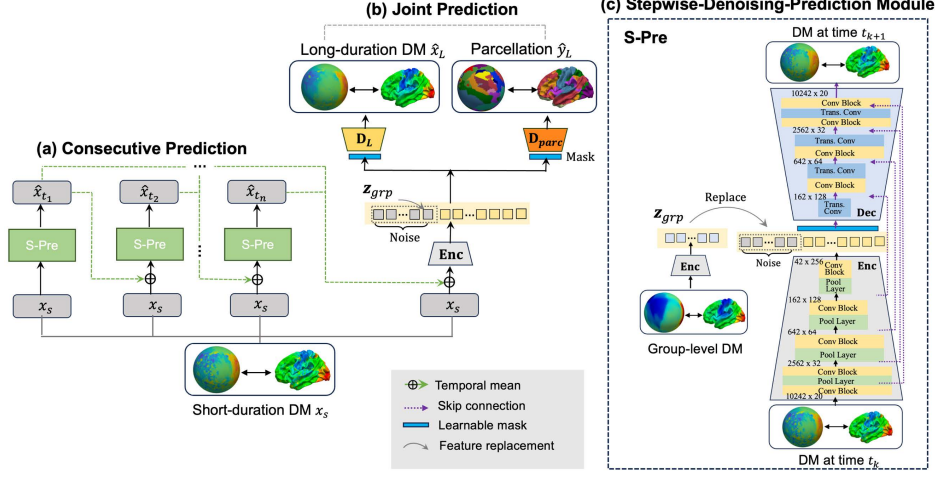 (b) Joint Prediction
Long-duration DM x̂_L
Parcellation ŷ_L
D_L
D_parc
Mask
(a) Consecutive Prediction
...
x̂_t₁
x̂_t₂
x̂_tₙ
z_grp
Noise
S-Pre
S-Pre
S-Pre
Enc
x_s
x_s
x_s
x_s
Short-duration DM x_s
Temporal mean
Skip connection
Learnable mask
Feature replacement
(c) Stepwise-Denoising-Prediction Module
S-Pre
DM at time t_k+1
10242 x 20
Conv Block
Trans. Conv
Conv Block
2562 x 32
Trans. Conv
Conv Block
642 x 64
Trans. Conv
Conv Block
162 x 128
Trans.
Conv
Dec
z_grp
Replace
Noise
Enc
Group-level DM
42 x 256
Enc
Conv
Block
Pool
Layer
162 x 128
Conv Block
Pool Layer
642 x 64
Conv Block
Pool Layer
2562 x 32
Conv Block
Pool Layer
Conv Block
10242 x 20
DM at time t_k